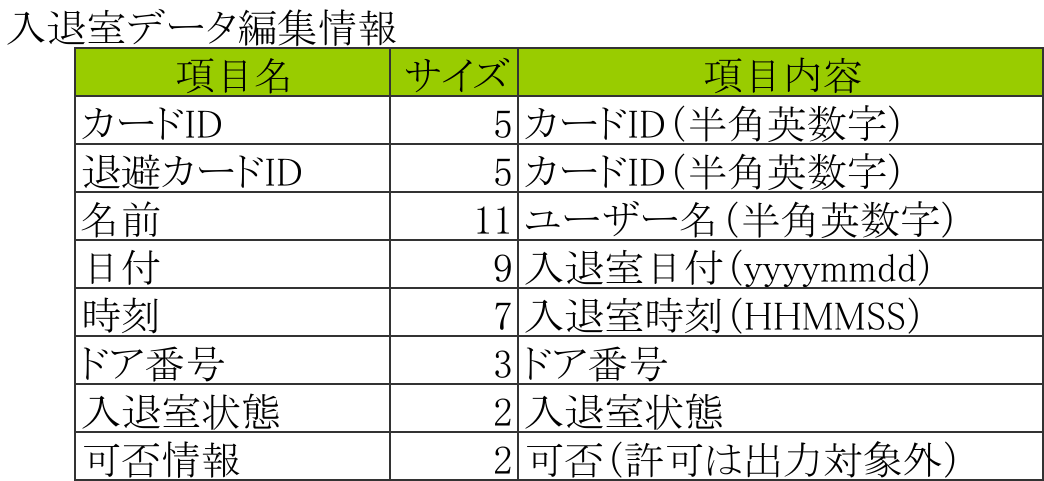 入退室データ編集情報
項目名 サイズ 項目内容
カードID 5 カードID(半角英数字)
退避カードID 5 カードID(半角英数字)
名前 11 ユーザー名(半角英数字)
日付 9 入退室日付(yyyymmdd)
時刻 7 入退室時刻(HHMMSS)
ドア番号 3 ドア番号
入退室状態 2 入退室状態
可否情報 2 可否(許可は出力対象外)